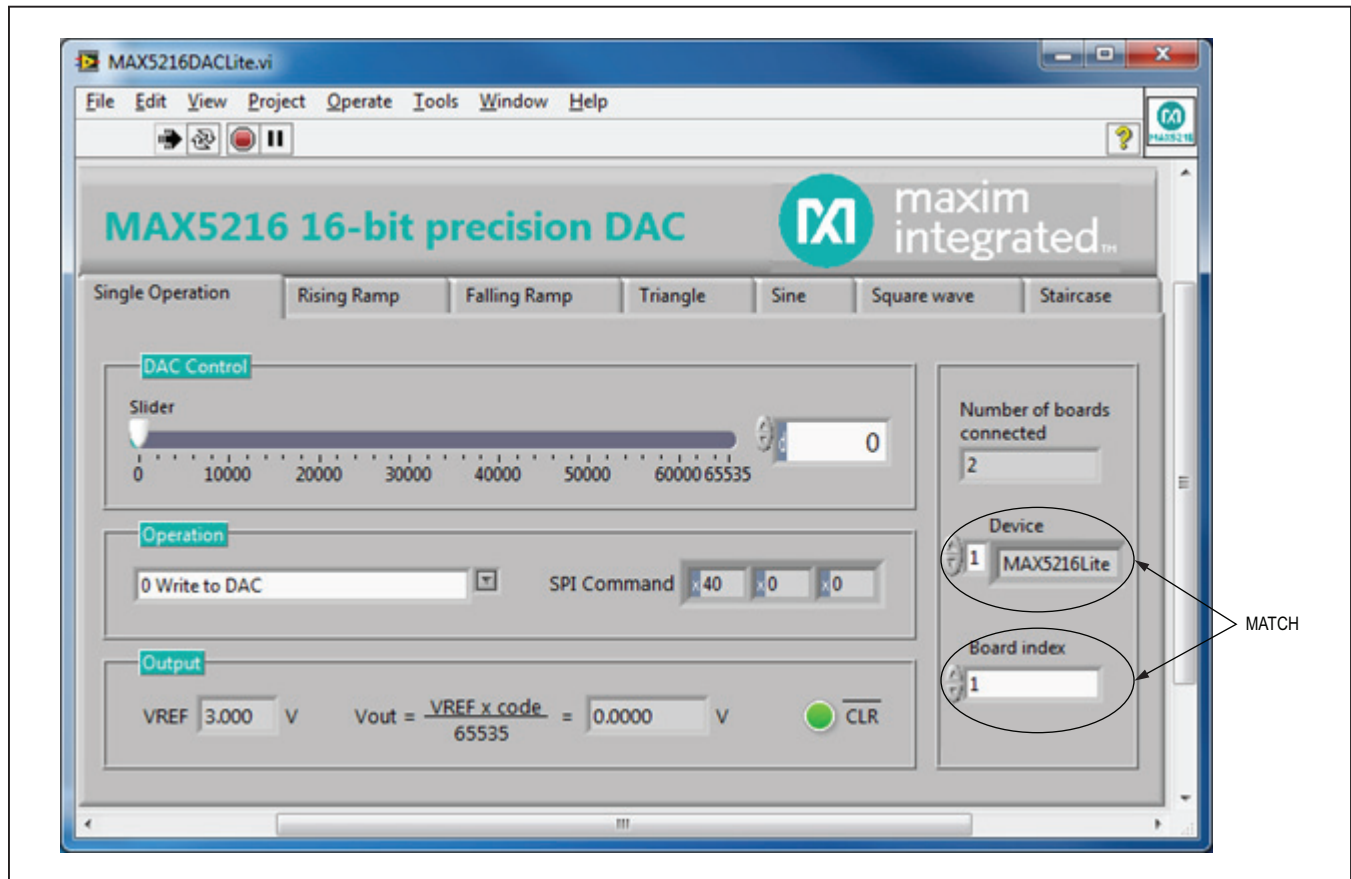 MAX5216DACLite.vi
File Edit View Project Operate Tools Window Help
?
MAX5216
MAX5216 16-bit precision DAC
maxim
integrated™
Single Operation Rising Ramp Falling Ramp Triangle Sine Square wave Staircase
DAC Control
Slider
d 0
0 10000 20000 30000 40000 50000 60000 65535
Number of boards
connected
2
Operation
0 Write to DAC
SPI Command x 40 x 0 x 0
Device
1 MAX5216Lite
MATCH
Output
VREF 3.000 V Vout = VREF x code = 0.0000 V CLR
65535
Board index
1